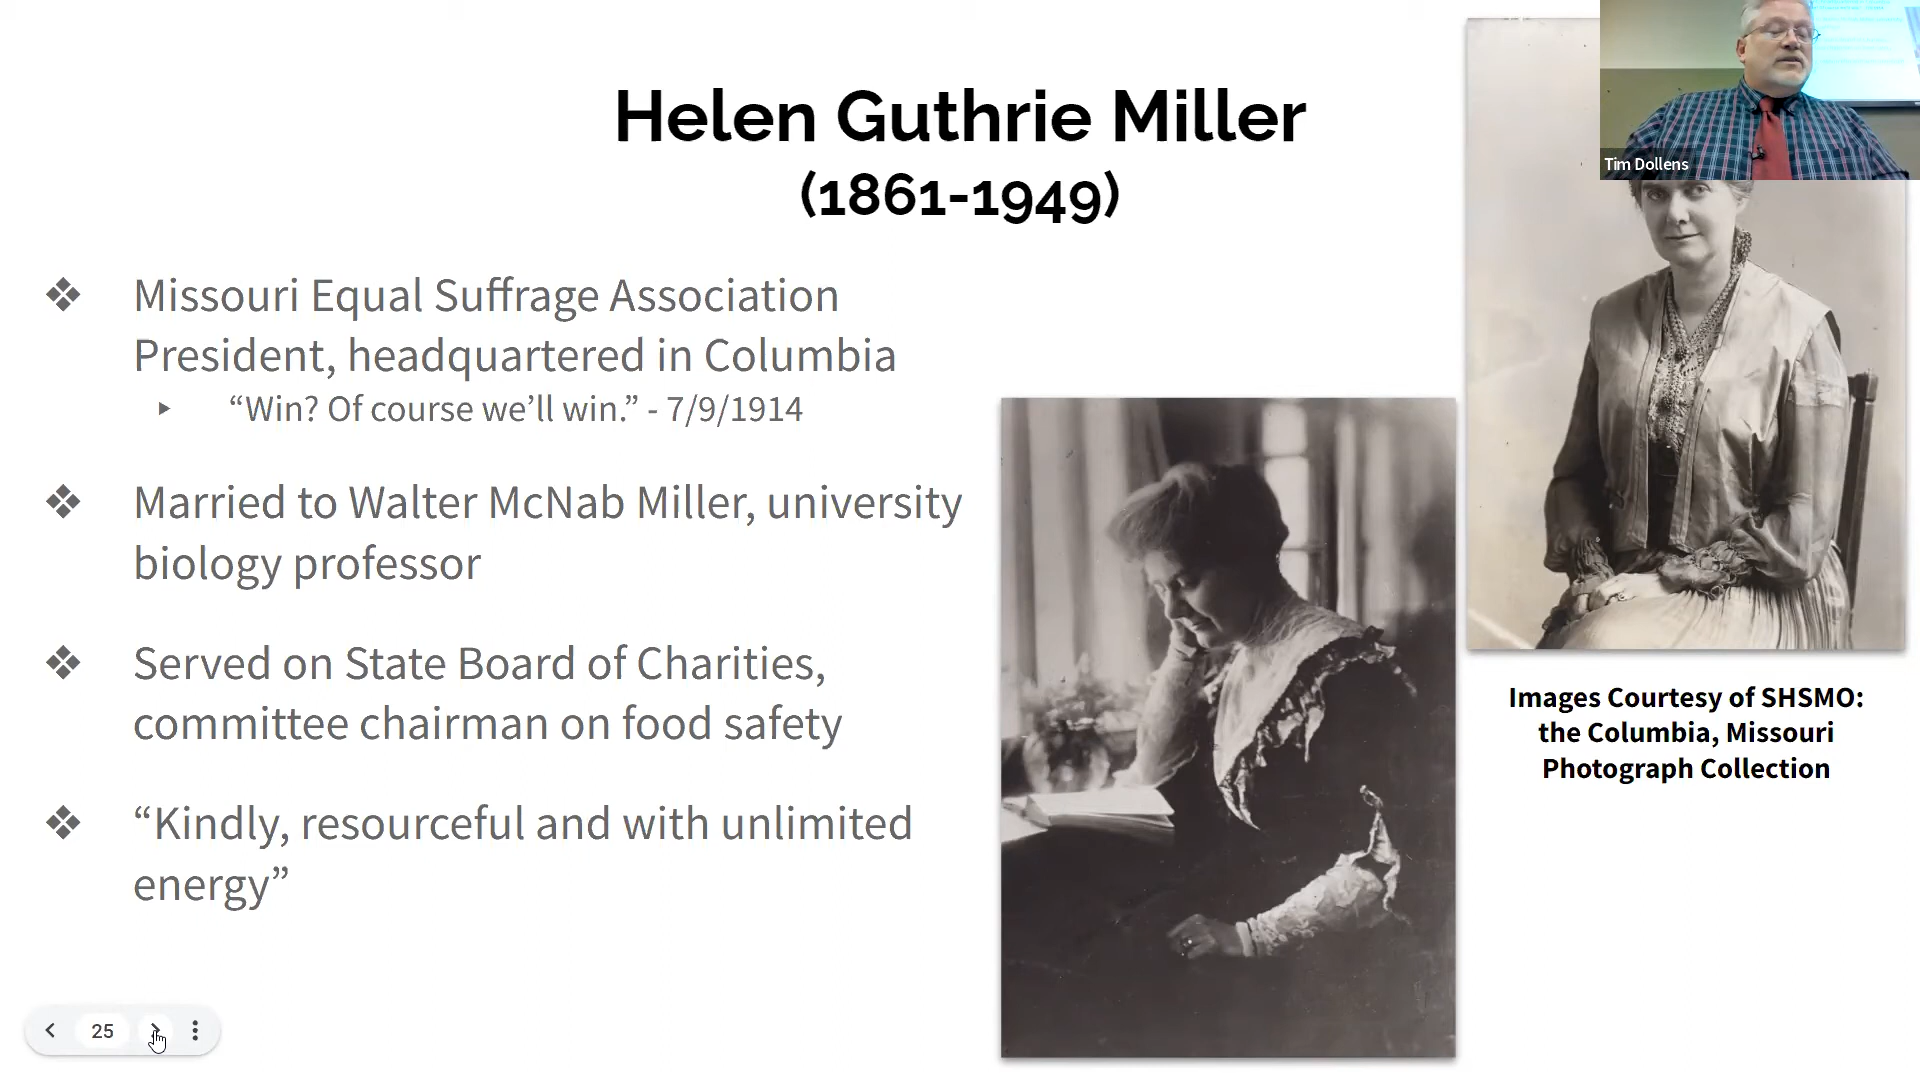 Helen Guthrie Miller
(1861-1949)
❖ Missouri Equal Suffrage Association
President, headquartered in Columbia
▸ “Win? Of course we’ll win.” - 7/9/1914
❖ Married to Walter McNab Miller, university
biology professor
❖ Served on State Board of Charities,
committee chairman on food safety
❖ “Kindly, resourceful and with unlimited
energy”
Tim Dollens
Images Courtesy of SHSMO:
the Columbia, Missouri
Photograph Collection
25